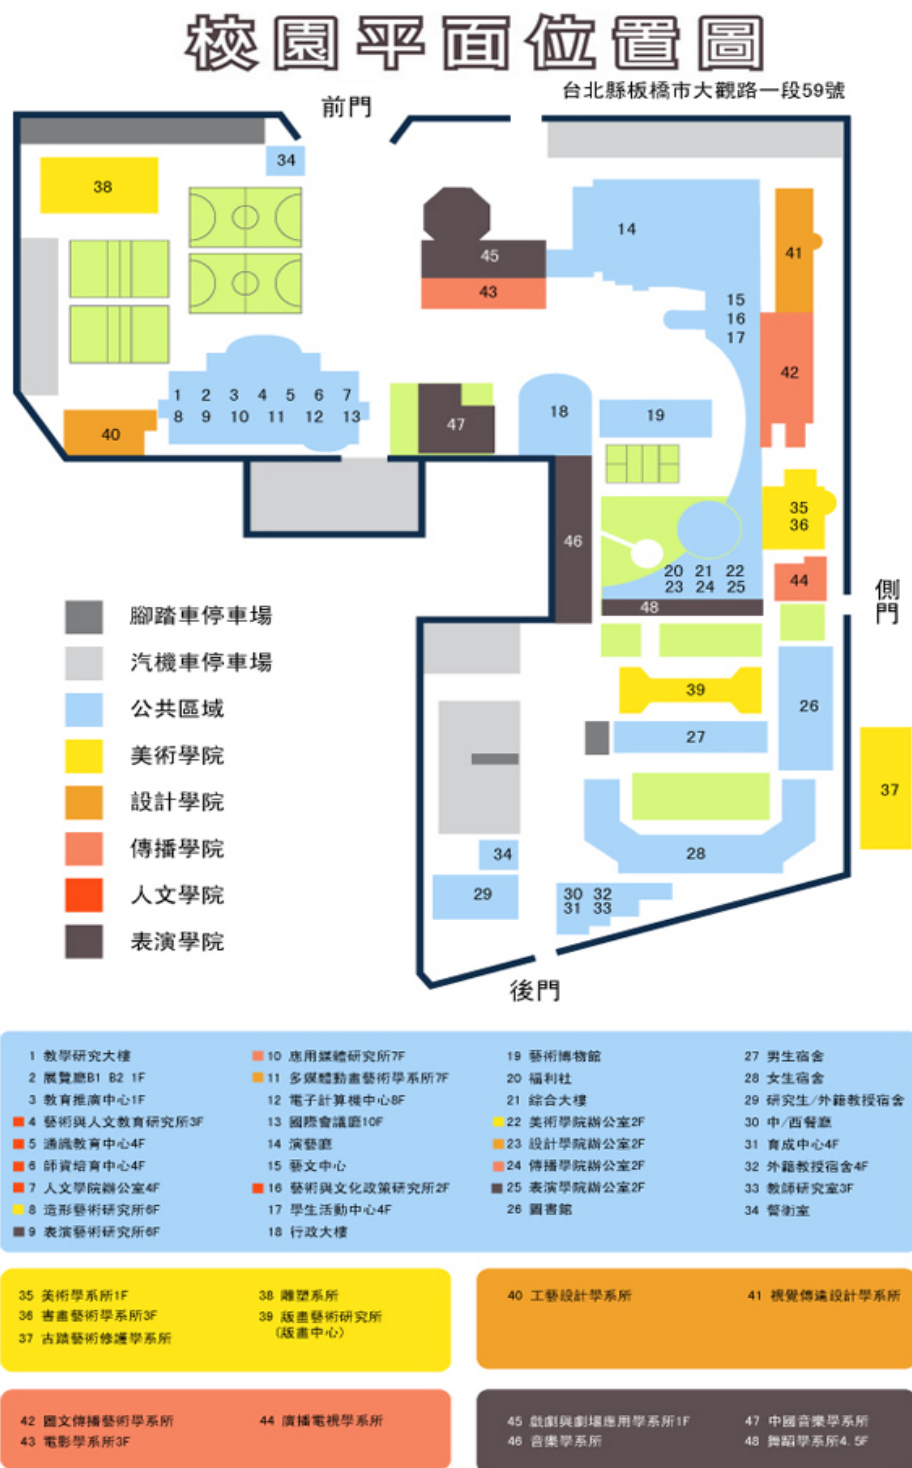 校園平面位置圖
台北縣板橋市大觀路一段59號
前門
34
38
14
41
45
43
15
16
17
42
1 2 3 4 5 6 7
8 9 10 11 12 13
40
47
18
19
35
36
46
20 21 22
23 24 25
44
48
側門
腳踏車停車場
汽機車停車場
公共區域
美術學院
設計學院
傳播學院
人文學院
表演學院
39
26
27
37
34
28
29
30 32
31 33
後門
1 教學研究大樓
2 展覽廳B1 B2 1F
3 教育推廣中心1F
4 藝術與人文教育研究所3F
5 通識教育中心4F
6 師資培育中心4F
7 人文學院辦公室4F
8 造形藝術研究所6F
9 表演藝術研究所6F
10 應用媒體研究所7F
11 多媒體動畫藝術學系所7F
12 電子計算機中心8F
13 國際會議廳10F
14 演藝廳
15 藝文中心
16 藝術與文化政策研究所2F
17 學生活動中心4F
18 行政大樓
19 藝術博物館
20 福利社
21 綜合大樓
22 美術學院辦公室2F
23 設計學院辦公室2F
24 傳播學院辦公室2F
25 表演學院辦公室2F
26 圖書館
27 男生宿舍
28 女生宿舍
29 研究生/外籍教授宿舍
30 中/西餐廳
31 育成中心4F
32 外籍教授宿舍4F
33 教師研究室3F
34 警衛室
35 美術學系所1F
36 書畫藝術學系所3F
37 古蹟藝術修護學系所
38 雕塑系所
39 版畫藝術研究所
(版畫中心)
40 工藝設計學系所
41 視覺傳達設計學系所
42 圖文傳播藝術學系所
43 電影學系所3F
44 廣播電視學系所
45 戲劇與劇場應用學系所1F
46 音樂學系所
47 中國音樂學系所
48 舞蹈學系所4.5F